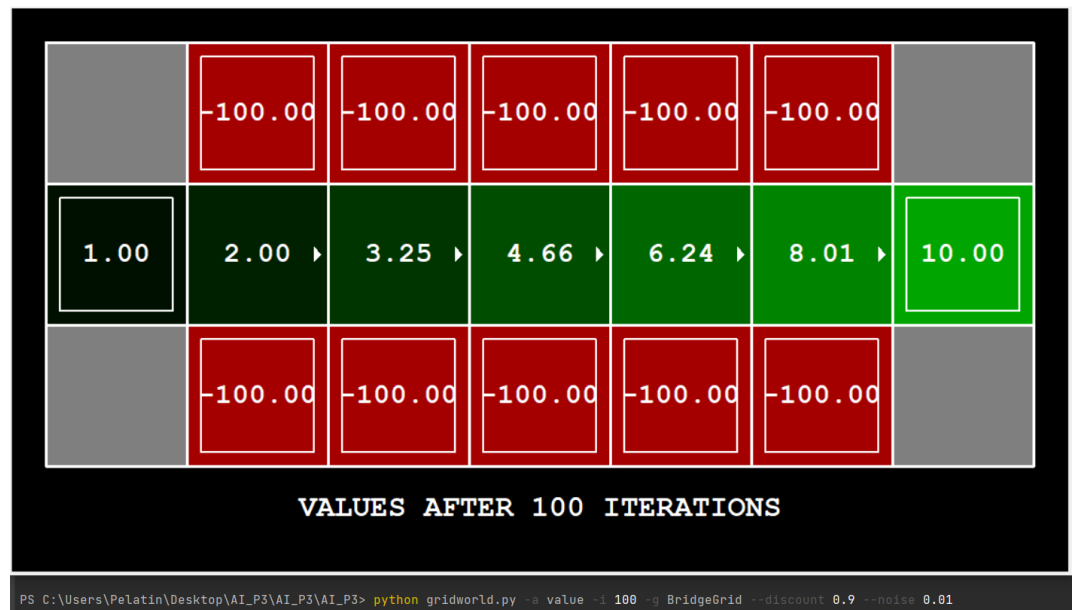 -100.00 -100.00 -100.00 -100.00 -100.00
1.00 2.00 3.25 4.66 6.24 8.01 10.00
-100.00 -100.00 -100.00 -100.00 -100.00
VALUES AFTER 100 ITERATIONS
PS C:\Users\Pelatin\Desktop\AI_P3\AI_P3\AI_P3> python gridworld.py -a value -i 100 -g BridgeGrid --discount 0.9 --noise 0.01